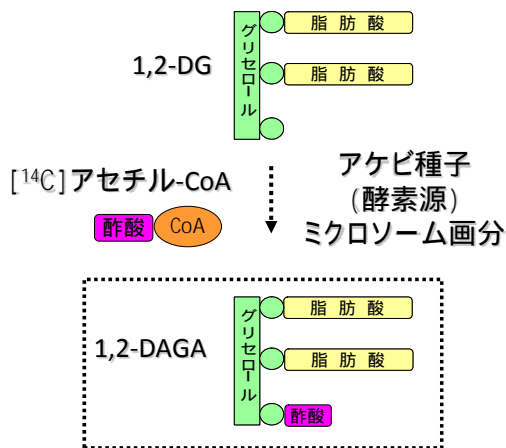 グリセロール
脂肪酸
1,2-DG
脂肪酸
[¹⁴C]アセチル-CoA
酢酸 CoA
アケビ種子
(酵素源)
ミクロソーム画分
グリセロール
脂肪酸
1,2-DAGA
脂肪酸
酢酸